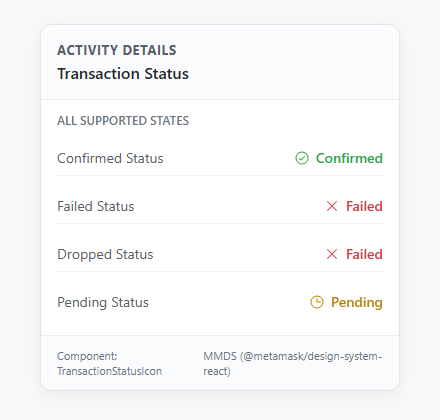 ACTIVITY DETAILS
Transaction Status
ALL SUPPORTED STATES
Confirmed Status Confirmed
Failed Status Failed
Dropped Status Failed
Pending Status Pending
Component:
TransactionStatusIcon
MMDS (@metamask/design-system-
react)